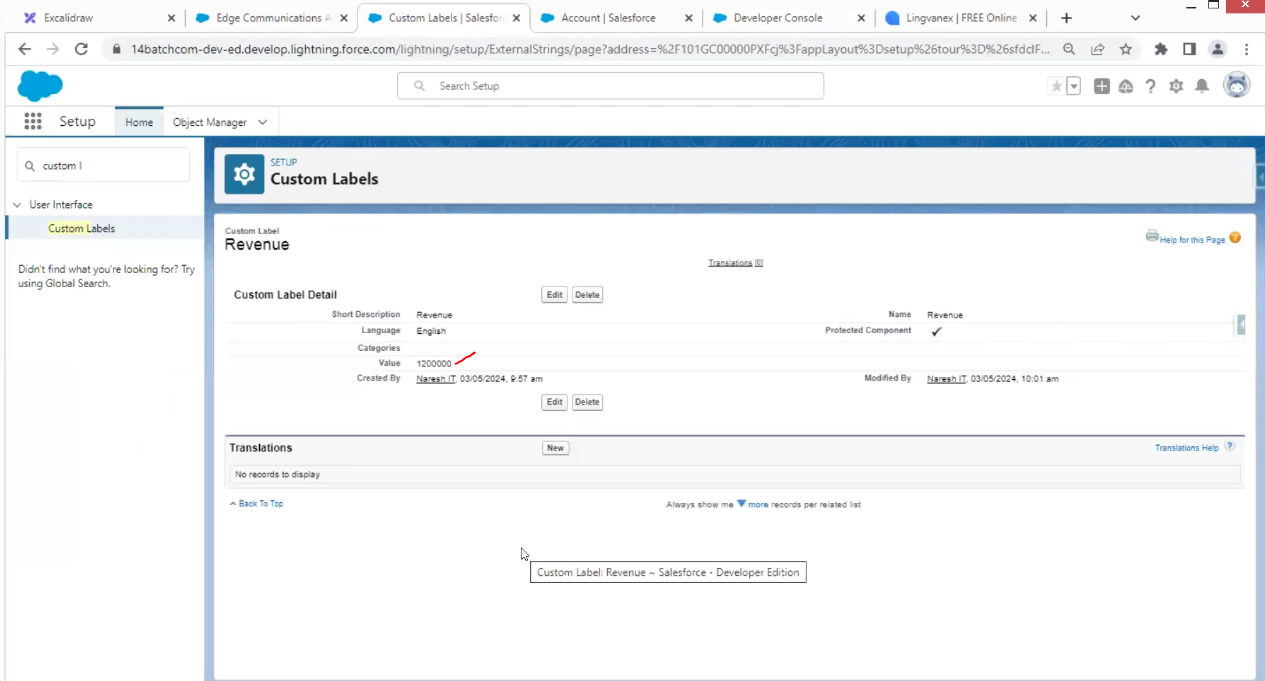 Excalidraw
Edge Communications A
Custom Labels | Salesfor
Account | Salesforce
Developer Console
Lingvanex | FREE Online
14batchcom-dev-ed.develop.lightning.force.com/lightning/setup/ExternalStrings/page?address=%2F101GC00000PXFcj%3FappLayout%3Dsetup%26tour%3D%26sfdcIF...
Search Setup
Setup
Home
Object Manager
custom l
User Interface
Custom Labels
Didn't find what you're looking for? Try
using Global Search.
SETUP
Custom Labels
Custom Label
Revenue
Help for this Page
Translations [0]
Custom Label Detail
Edit
Delete
Short Description Revenue
Name Revenue
Language English
Protected Component
Categories
Value 1200000
Created By Naresh IT, 03/05/2024, 9:57 am
Modified By Naresh IT, 03/05/2024, 10:01 am
Edit
Delete
Translations
New
Translations Help ?
No records to display
Back To Top
Always show me more records per related list
Custom Label: Revenue ~ Salesforce - Developer Edition